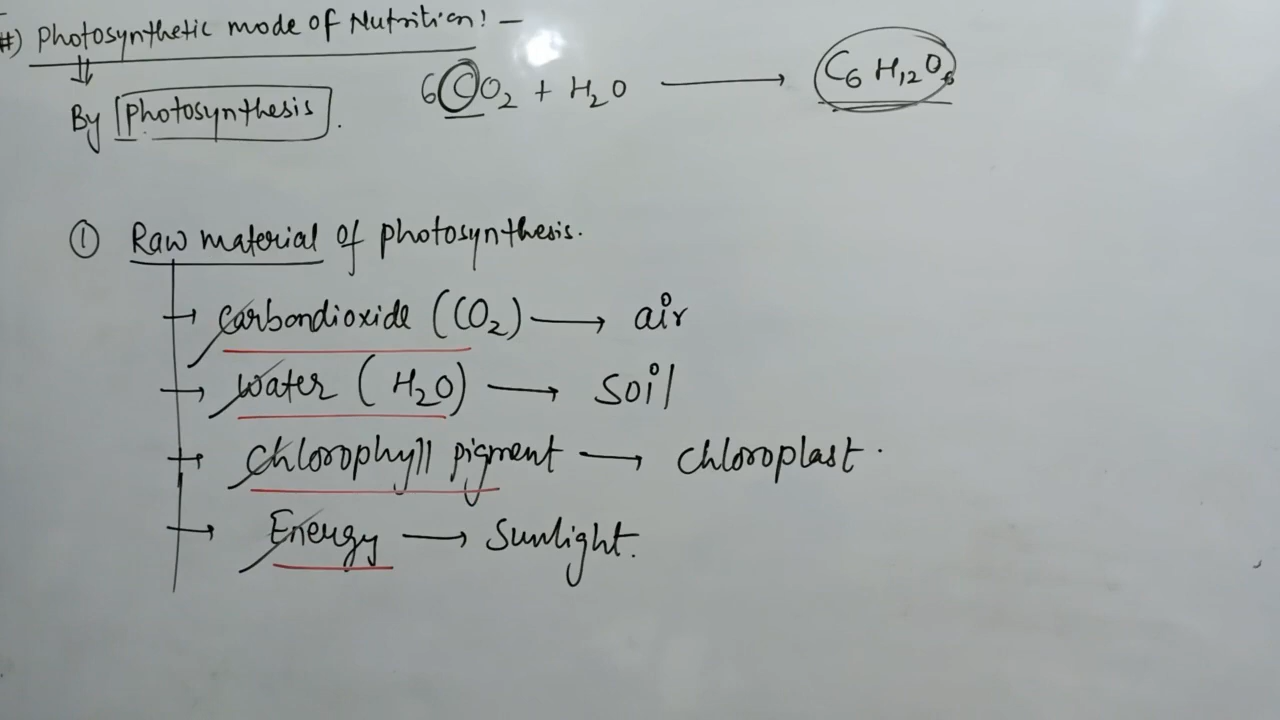 #) Photosynthetic mode of Nutrition! —
⇓
6CO₂ + H₂O ⟶ C₆H₁₂O₆
By Photosynthesis.
① Raw material of photosynthesis.
→ Carbondioxide (CO₂) ⟶ air
→ Water (H₂O) ⟶ Soil
→ Chlorophyll pigment ⟶ Chloroplast.
→ Energy ⟶ Sunlight.